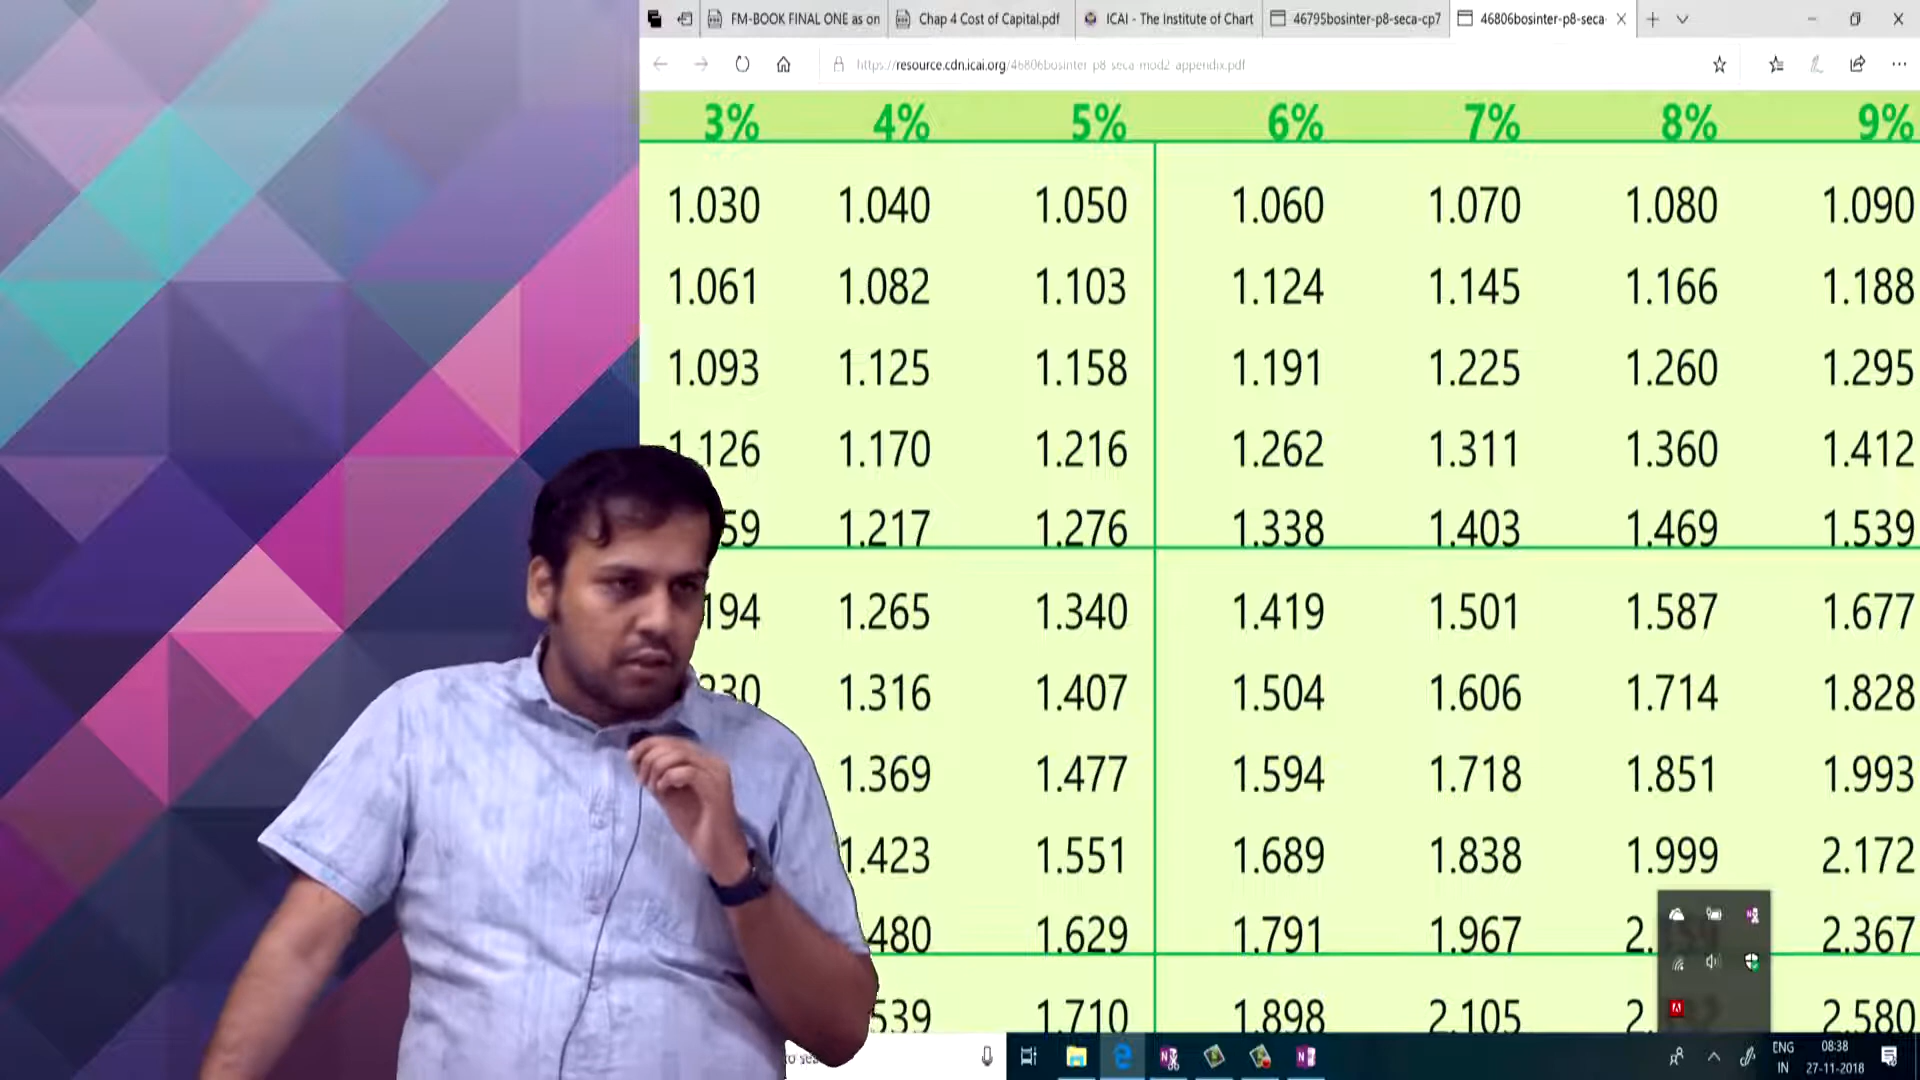 FM-BOOK FINAL ONE as on Chap 4 Cost of Capital.pdf ICAI - The Institute of Chart 46795bosinter-p8-seca-cp7 46806bosinter-p8-seca
https://resource.cdn.icai.org/46806bosinter-p8-seca-mod2-appendix.pdf
3% 4% 5% 6% 7% 8% 9%
1.030 1.040 1.050 1.060 1.070 1.080 1.090
1.061 1.082 1.103 1.124 1.145 1.166 1.188
1.093 1.125 1.158 1.191 1.225 1.260 1.295
1.126 1.170 1.216 1.262 1.311 1.360 1.412
59 1.217 1.276 1.338 1.403 1.469 1.539
194 1.265 1.340 1.419 1.501 1.587 1.677
230 1.316 1.407 1.504 1.606 1.714 1.828
1.369 1.477 1.594 1.718 1.851 1.993
1.423 1.551 1.689 1.838 1.999 2.172
.480 1.629 1.791 1.967 2. 2.367
.539 1.710 1.898 2.105 2. 2.580
to sea
ENG
IN
08:38
27-11-2018